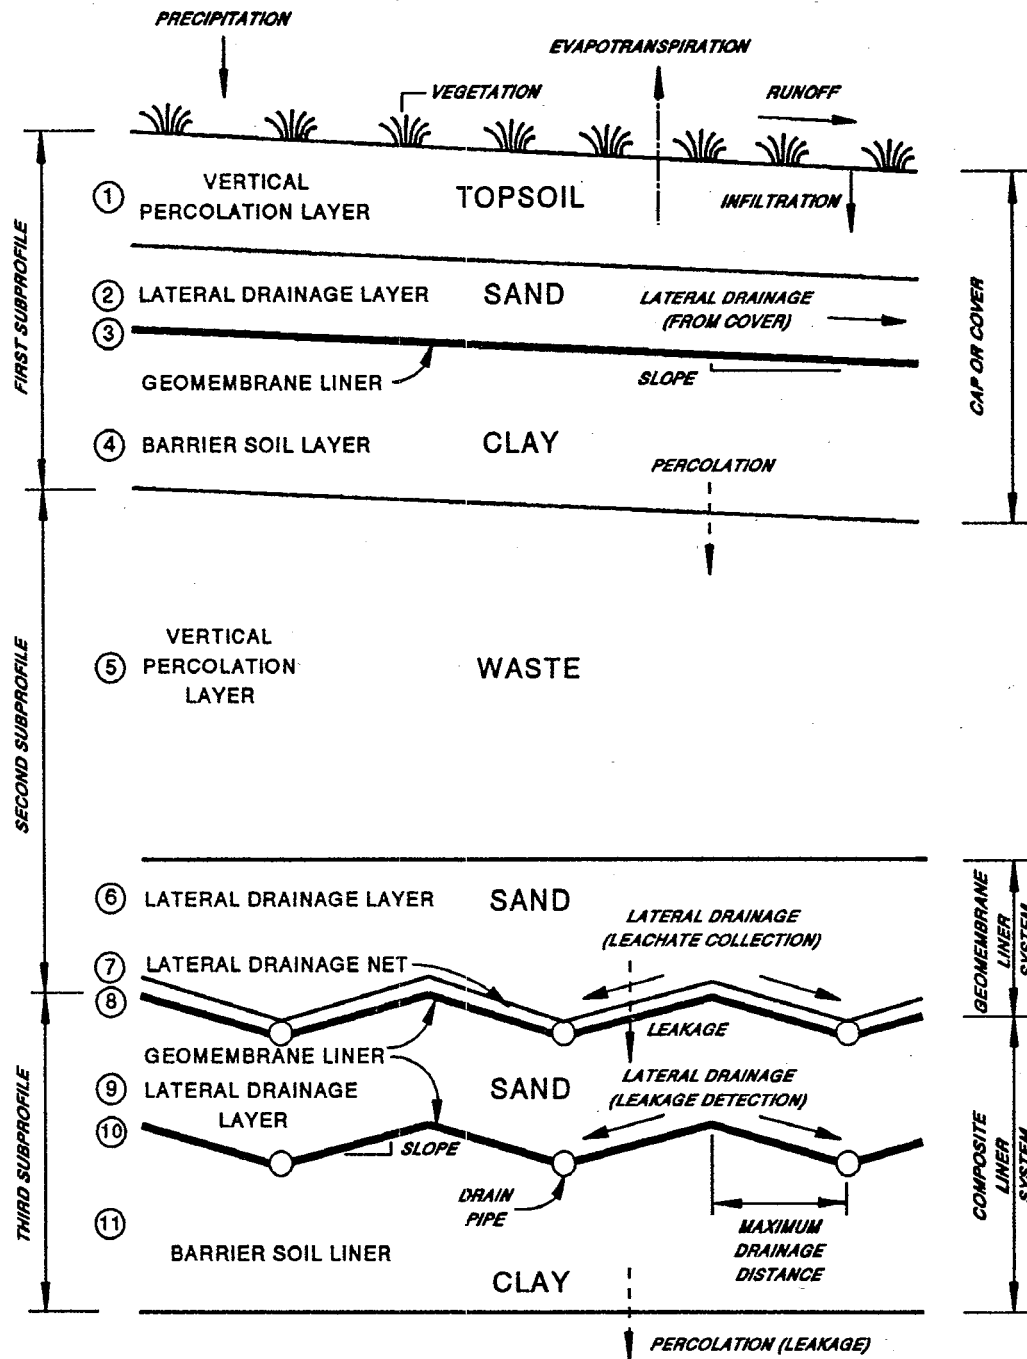 PRECIPITATION
EVAPOTRANSPIRATION
VEGETATION
RUNOFF
1
VERTICAL
PERCOLATION LAYER
TOPSOIL
INFILTRATION
2
LATERAL DRAINAGE LAYER
SAND
LATERAL DRAINAGE
(FROM COVER)
3
GEOMEMBRANE LINER
SLOPE
4
BARRIER SOIL LAYER
CLAY
PERCOLATION
FIRST SUBPROFILE
CAP OR COVER
5
VERTICAL
PERCOLATION
LAYER
WASTE
SECOND SUBPROFILE
6
LATERAL DRAINAGE LAYER
SAND
LATERAL DRAINAGE
(LEACHATE COLLECTION)
7
LATERAL DRAINAGE NET
8
LEAKAGE
GEOMEMBRANE
LINER
SYSTEM
GEOMEMBRANE LINER
9
LATERAL DRAINAGE
LAYER
SAND
LATERAL DRAINAGE
(LEAKAGE DETECTION)
10
SLOPE
DRAIN
PIPE
MAXIMUM
DRAINAGE
DISTANCE
11
BARRIER SOIL LINER
CLAY
THIRD SUBPROFILE
COMPOSITE
LINER
SYSTEM
PERCOLATION (LEAKAGE)